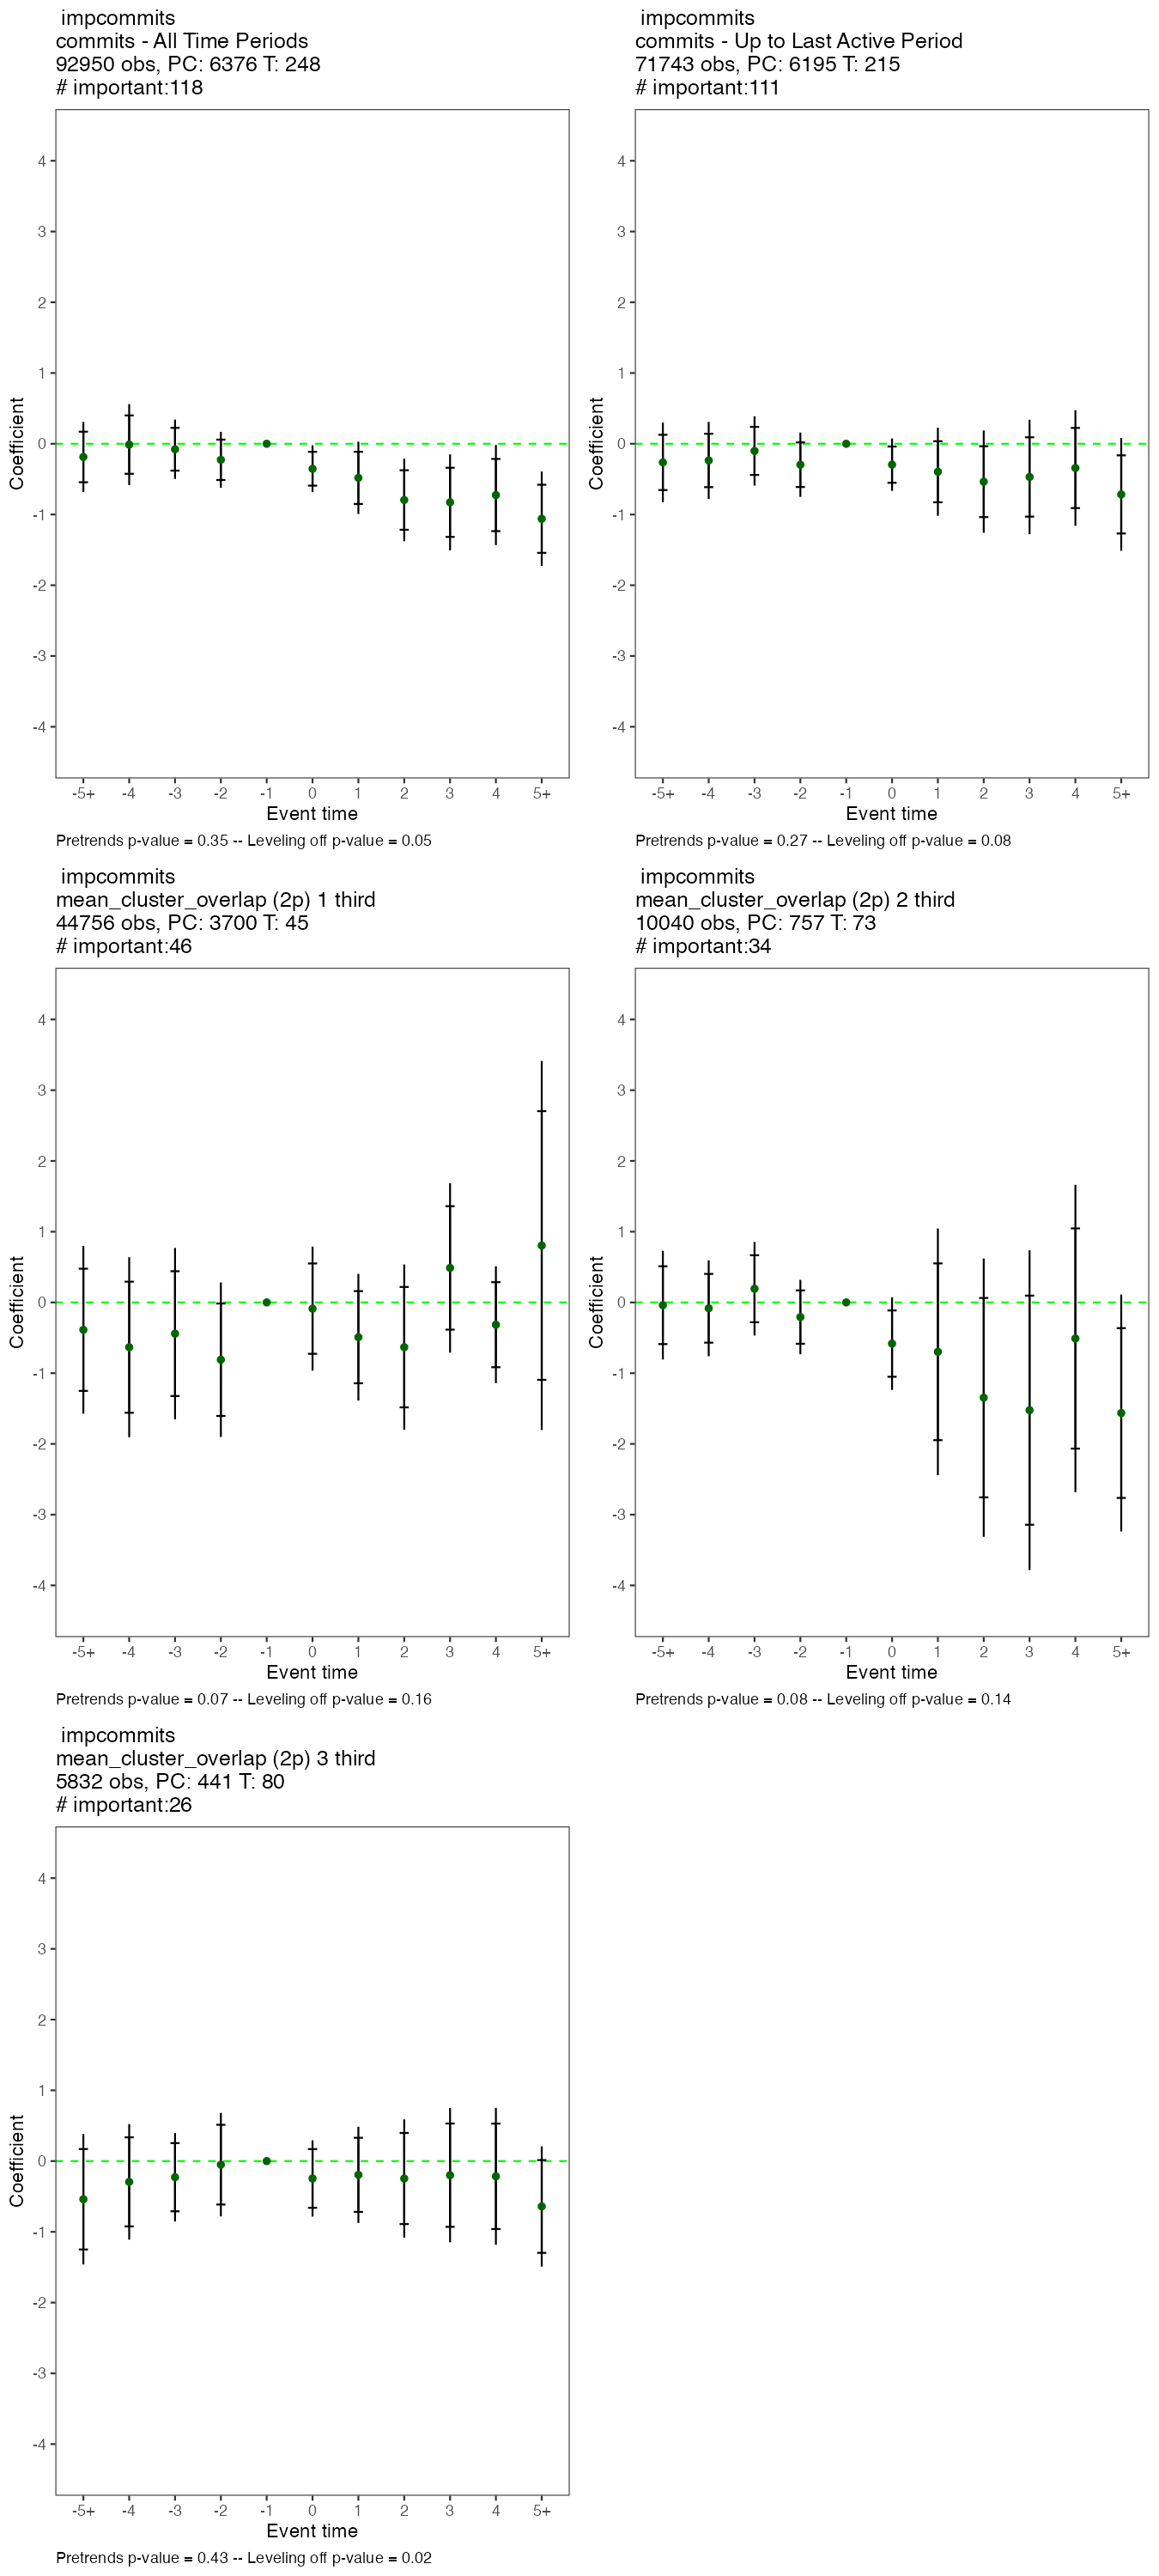 impcommits
commits - All Time Periods
92950 obs, PC: 6376 T: 248
# important:118
4
3
2
1
0
-1
-2
-3
-4
Coefficient
-5+ -4 -3 -2 -1 0 1 2 3 4 5+
Event time
Pretrends p-value = 0.35 -- Leveling off p-value = 0.05
impcommits
commits - Up to Last Active Period
71743 obs, PC: 6195 T: 215
# important:111
4
3
2
1
0
-1
-2
-3
-4
Coefficient
-5+ -4 -3 -2 -1 0 1 2 3 4 5+
Event time
Pretrends p-value = 0.27 -- Leveling off p-value = 0.08
impcommits
mean_cluster_overlap (2p) 1 third
44756 obs, PC: 3700 T: 45
# important:46
4
3
2
1
0
-1
-2
-3
-4
Coefficient
-5+ -4 -3 -2 -1 0 1 2 3 4 5+
Event time
Pretrends p-value = 0.07 -- Leveling off p-value = 0.16
impcommits
mean_cluster_overlap (2p) 2 third
10040 obs, PC: 757 T: 73
# important:34
4
3
2
1
0
-1
-2
-3
-4
Coefficient
-5+ -4 -3 -2 -1 0 1 2 3 4 5+
Event time
Pretrends p-value = 0.08 -- Leveling off p-value = 0.14
impcommits
mean_cluster_overlap (2p) 3 third
5832 obs, PC: 441 T: 80
# important:26
4
3
2
1
0
-1
-2
-3
-4
Coefficient
-5+ -4 -3 -2 -1 0 1 2 3 4 5+
Event time
Pretrends p-value = 0.43 -- Leveling off p-value = 0.02